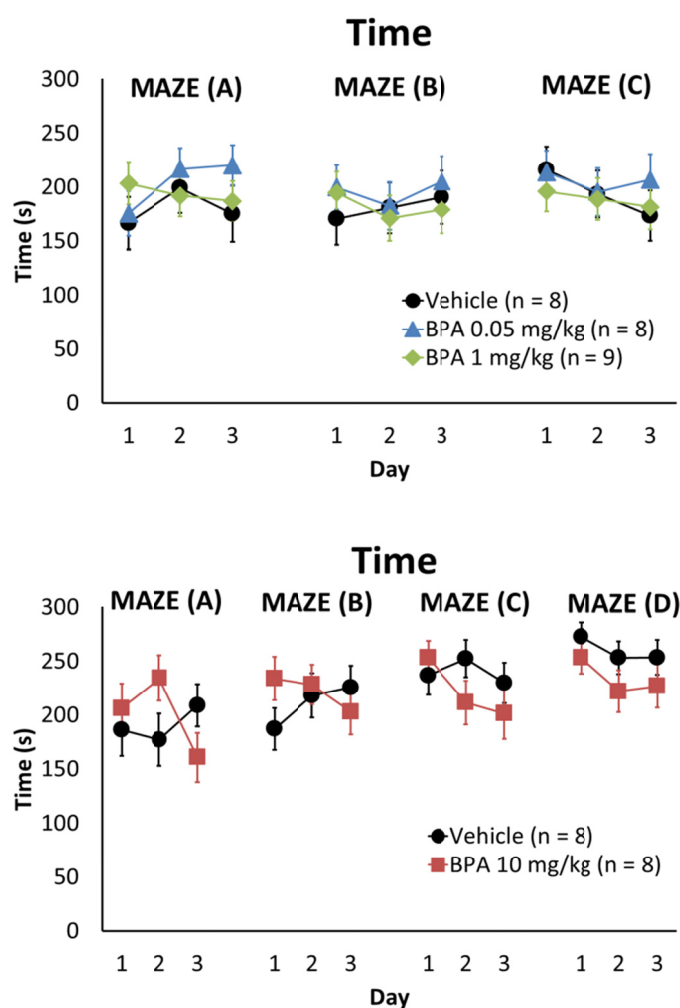 Time
MAZE (A) MAZE (B) MAZE (C)
300
250
200
150
100
50
0
Time (s)
Vehicle (n = 8)
BPA 0.05 mg/kg (n = 8)
BPA 1 mg/kg (n = 9)
1 2 3 1 2 3 1 2 3
Day
Time
MAZE (A) MAZE (B) MAZE (C) MAZE (D)
300
250
200
150
100
50
0
Time (s)
Vehicle (n = 8)
BPA 10 mg/kg (n = 8)
1 2 3 1 2 3 1 2 3 1 2 3
Day